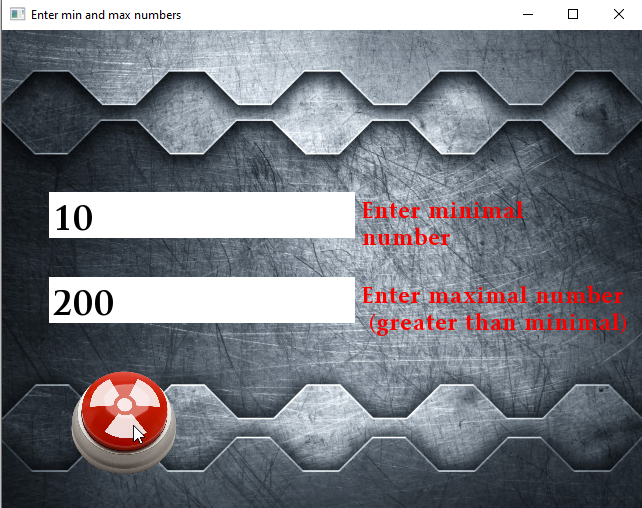 Enter min and max numbers
10
Enter minimal
number
200
Enter maximal number
(greater than minimal)